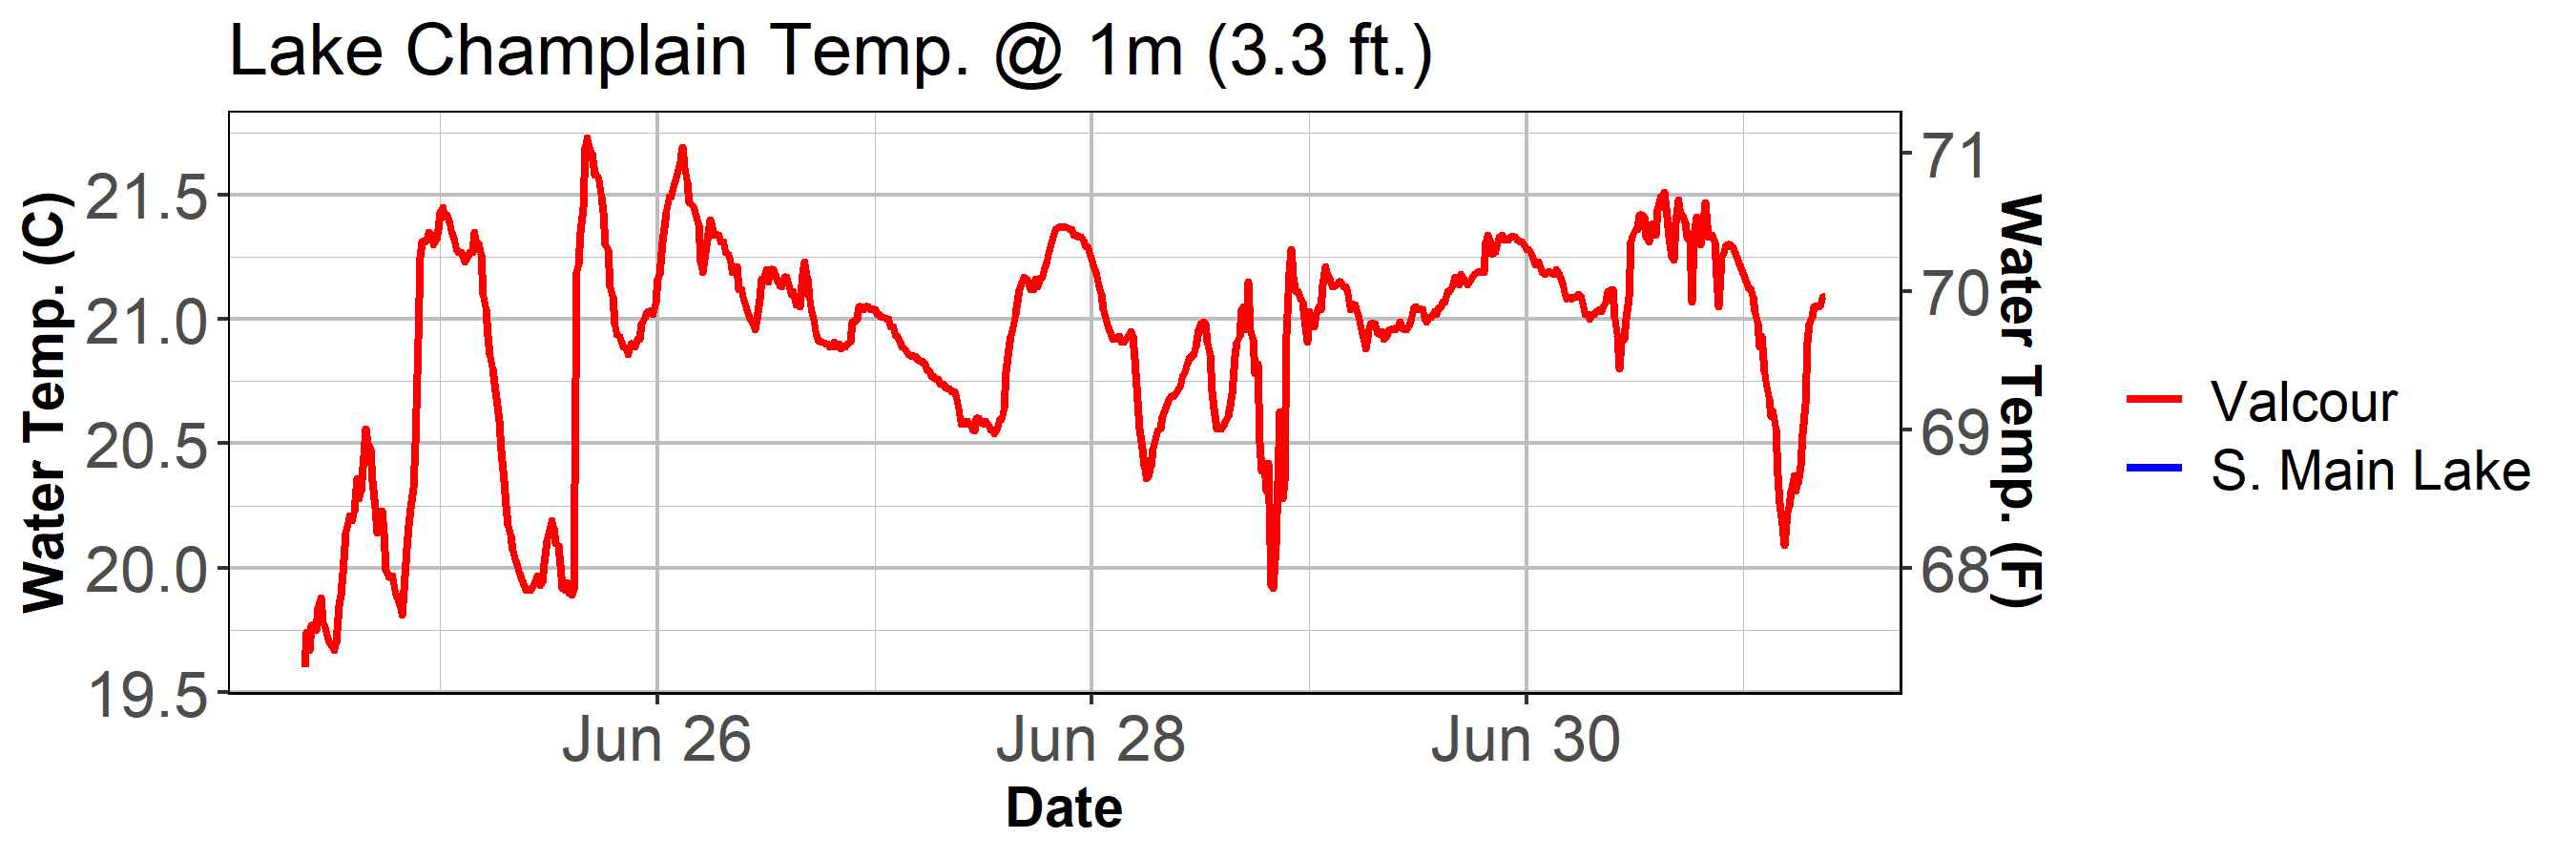 Lake Champlain Temp. @ 1m (3.3 ft.)
Water Temp. (C)
21.5
21.0
20.5
20.0
19.5
71
70
69
68
Water Temp. (F)
Jun 26
Jun 28
Jun 30
Date
Valcour
S. Main Lake